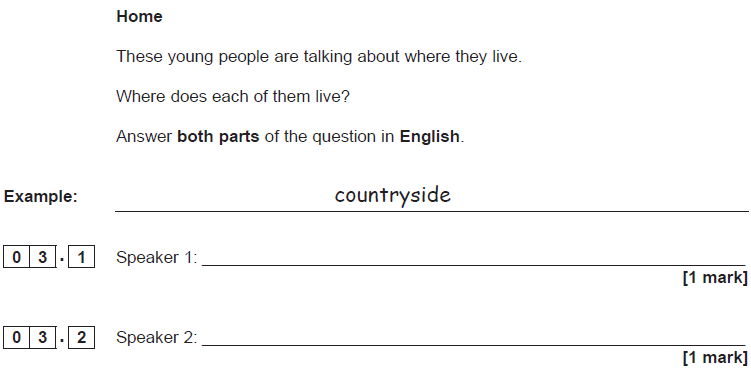 Home
These young people are talking about where they live.
Where does each of them live?
Answer both parts of the question in English.
Example: countryside
0 3 . 1 Speaker 1:
[1 mark]
0 3 . 2 Speaker 2:
[1 mark]